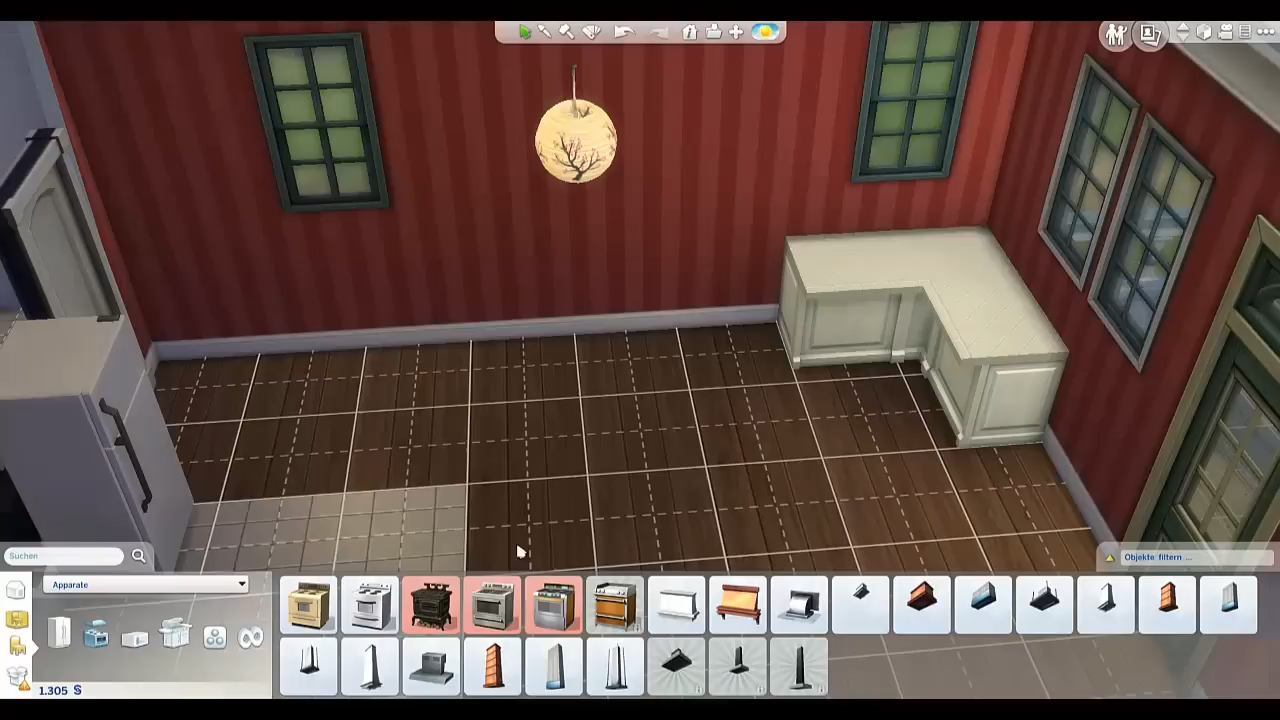 Suchen
Objekte filtern ...
Apparate
1.305 $